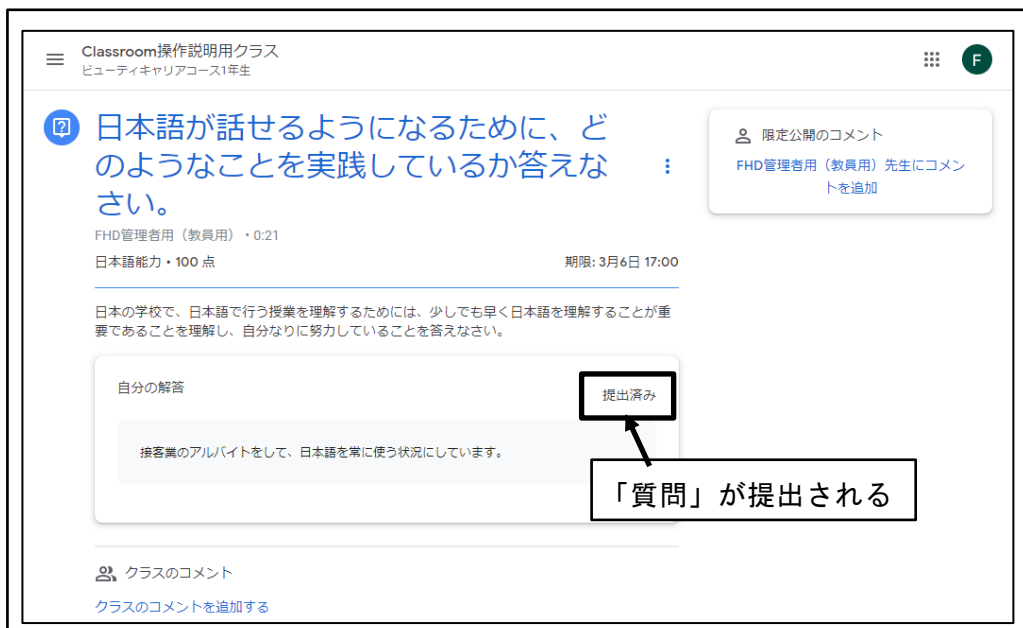 Classroom操作説明用クラス
ビューティキャリアコース1年生
F
日本語が話せるようになるために、ど
のようなことを実践しているか答えな
さい。
FHD管理者用（教員用）・0:21
日本語能力・100 点
期限: 3月6日 17:00
日本の学校で、日本語で行う授業を理解するためには、少しでも早く日本語を理解することが重
要であることを理解し、自分なりに努力していることを答えなさい。
自分の解答
提出済み
接客業のアルバイトをして、日本語を常に使う状況にしています。
「質問」が提出される
クラスのコメント
クラスのコメントを追加する
限定公開のコメント
FHD管理者用（教員用）先生にコメン
トを追加